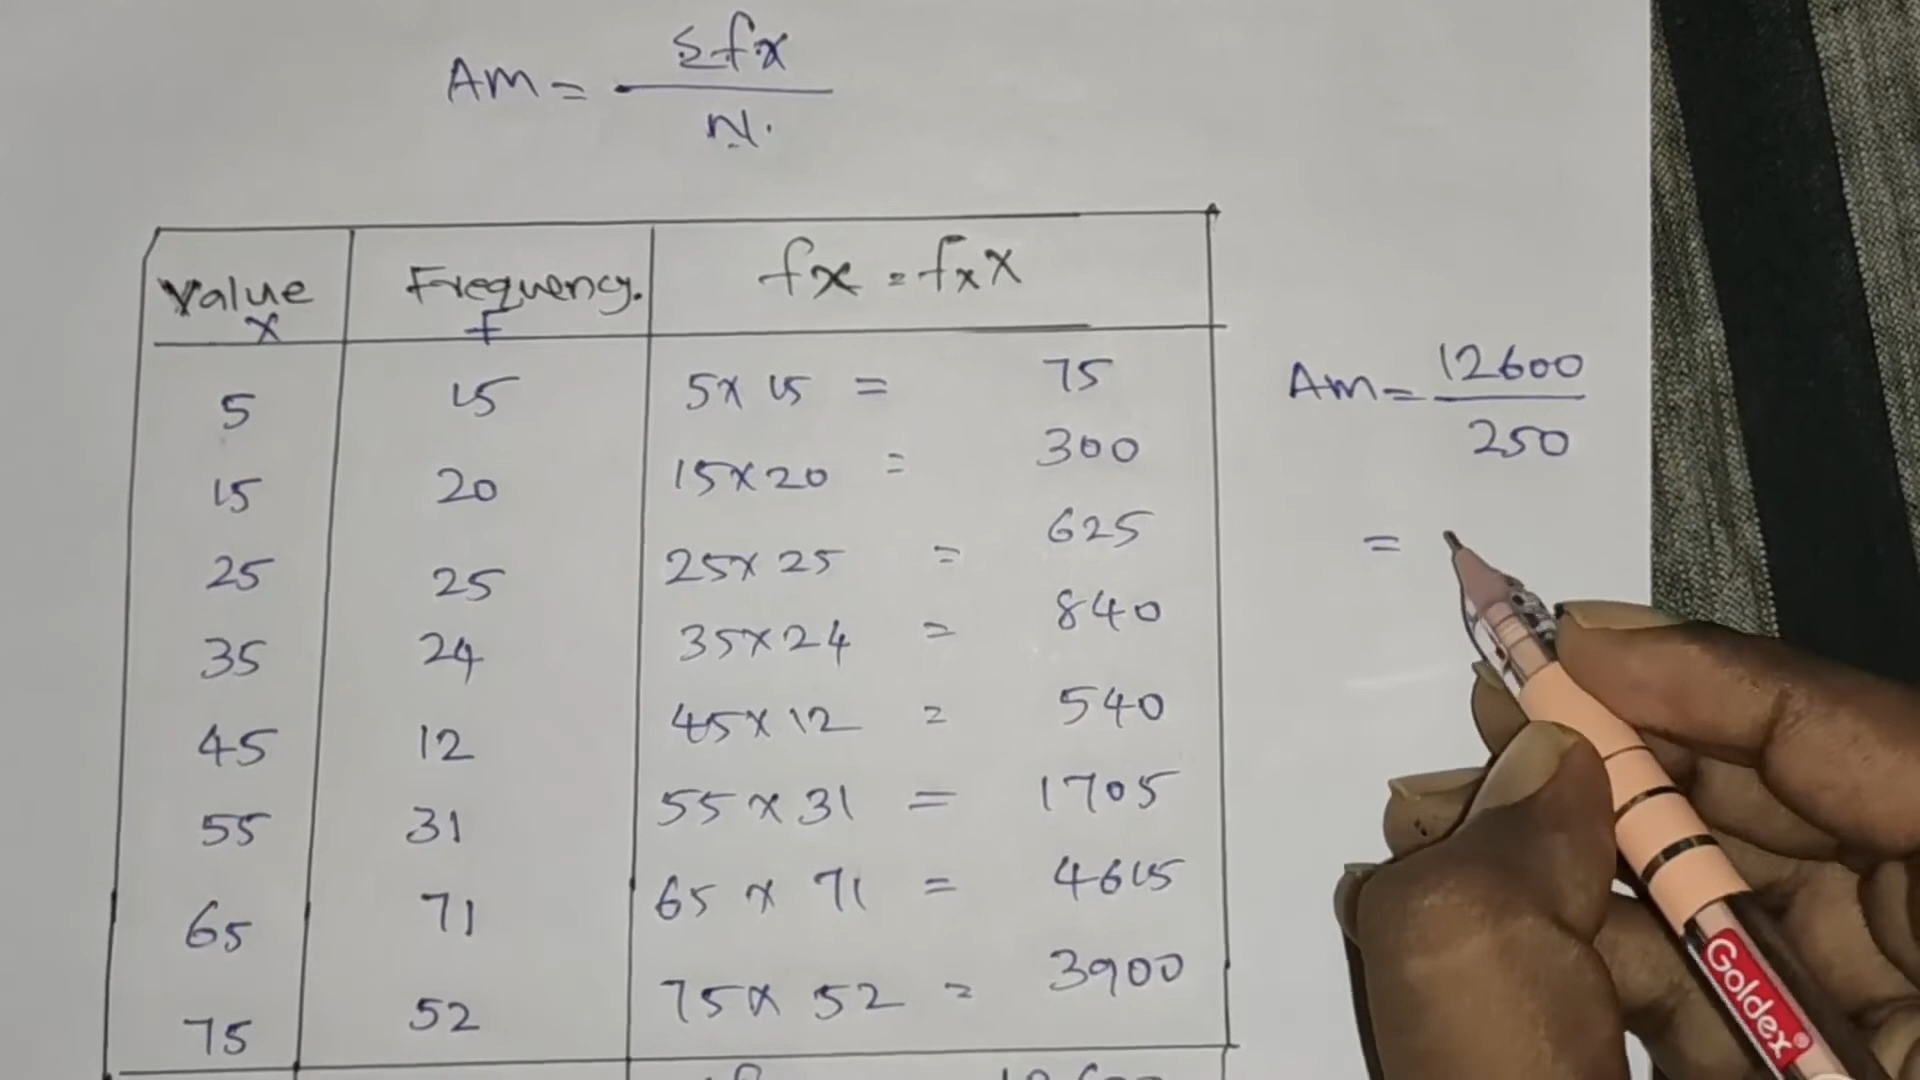 AM = Σfx
N.
Value Frequency. fx = f×x
x f
5 15 5 x 15 = 75
15 20 15 x 20 = 300
25 25 25 x 25 = 625
35 24 35 x 24 = 840
45 12 45 x 12 = 540
55 31 55 x 31 = 1705
65 71 65 x 71 = 4615
75 52 75 x 52 = 3900
AM = 12600
250
=
Goldex®